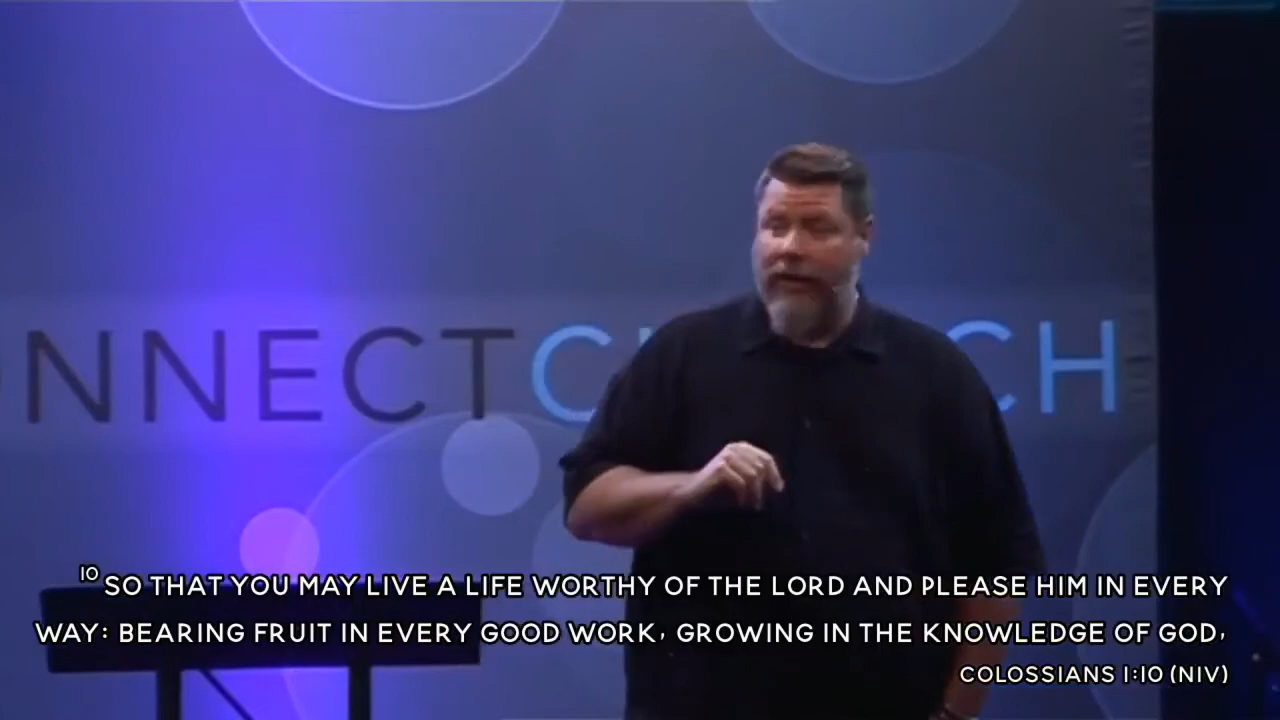 NNECTC CH
10 SO THAT YOU MAY LIVE A LIFE WORTHY OF THE LORD AND PLEASE HIM IN EVERY
WAY: BEARING FRUIT IN EVERY GOOD WORK, GROWING IN THE KNOWLEDGE OF GOD,
COLOSSIANS 1:10 (NIV)